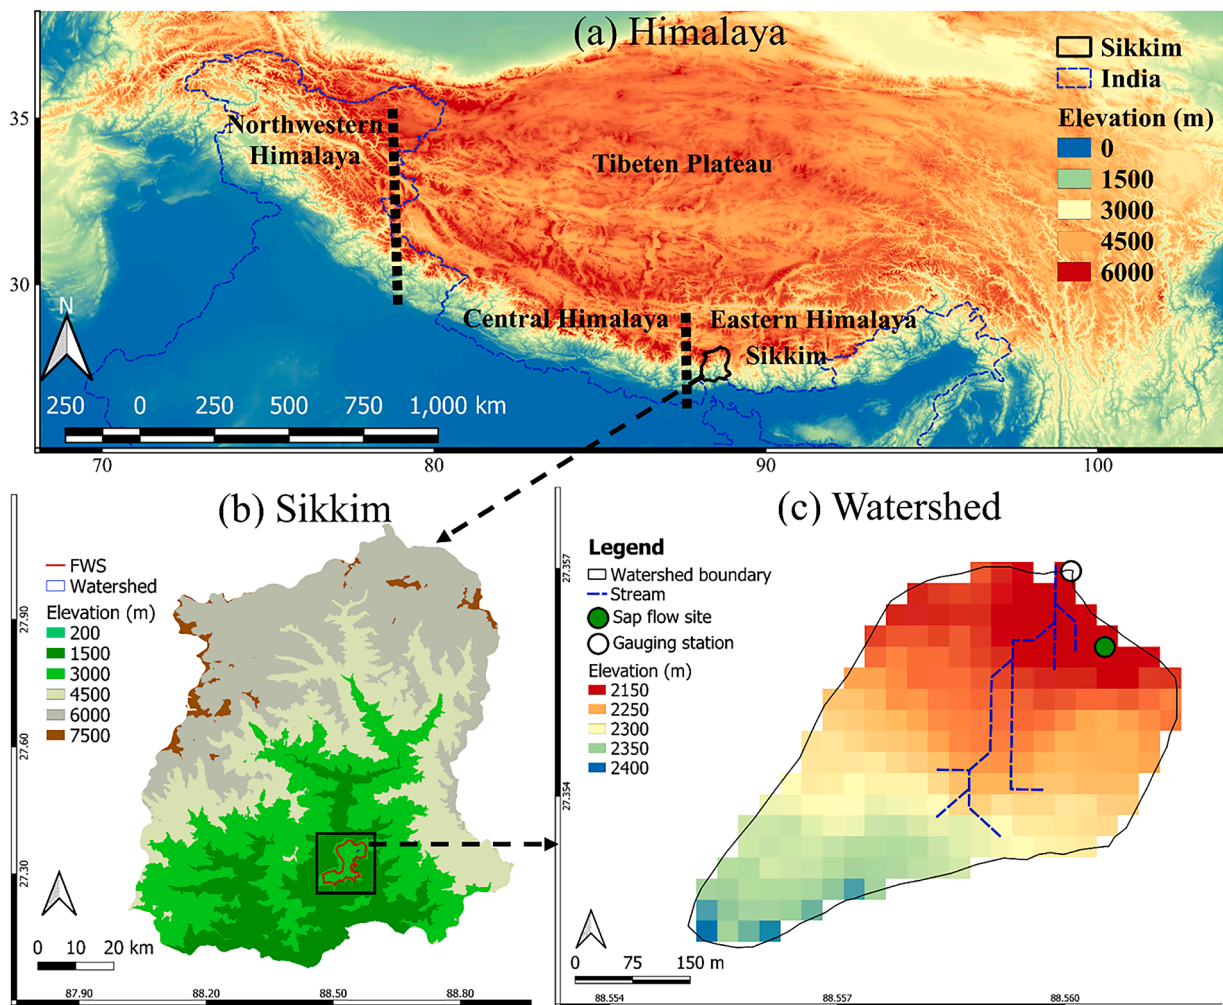 (a) Himalaya
Sikkim
India
Elevation (m)
0
1500
3000
4500
6000
Northwestern
Himalaya
Tibeten Plateau
Central Himalaya
Eastern Himalaya
Sikkim
35
30
N
250 0 250 500 750 1,000 km
70 80 90 100
(b) Sikkim
FWS
Watershed
Elevation (m)
200
1500
3000
4500
6000
7500
27.90
27.60
27.30
0 10 20 km
87.90 88.20 88.50 88.80
(c) Watershed
Legend
Watershed boundary
Stream
Sap flow site
Gauging station
Elevation (m)
2150
2250
2300
2350
2400
27.357
27.354
0 75 150 m
88.554 88.557 88.560